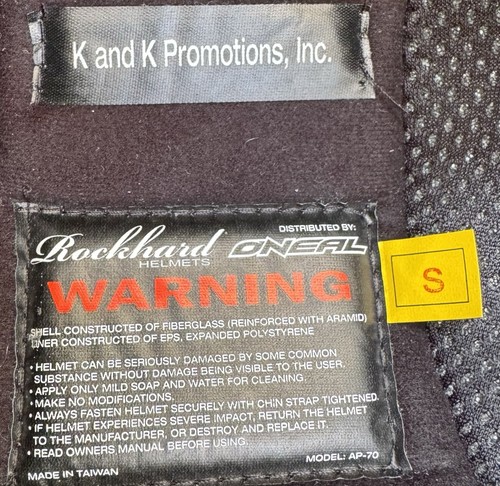 K and K Promotions, Inc.
DISTRIBUTED BY:
Rockhard ONEAL
HELMETS
S
WARNING
SHELL CONSTRUCTED OF FIBERGLASS (REINFORCED WITH ARAMID)
LINER CONSTRUCTED OF EPS, EXPANDED POLYSTYRENE
• HELMET CAN BE SERIOUSLY DAMAGED BY SOME COMMON
SUBSTANCE WITHOUT DAMAGE BEING VISIBLE TO THE USER.
• APPLY ONLY MILD SOAP AND WATER FOR CLEANING.
• MAKE NO MODIFICATIONS.
• ALWAYS FASTEN HELMET SECURELY WITH CHIN STRAP TIGHTENED.
• IF HELMET EXPERIENCES SEVERE IMPACT, RETURN THE HELMET
TO THE MANUFACTURER, OR DESTROY AND REPLACE IT.
• READ OWNERS MANUAL BEFORE USING.
MODEL: AP-70
MADE IN TAIWAN